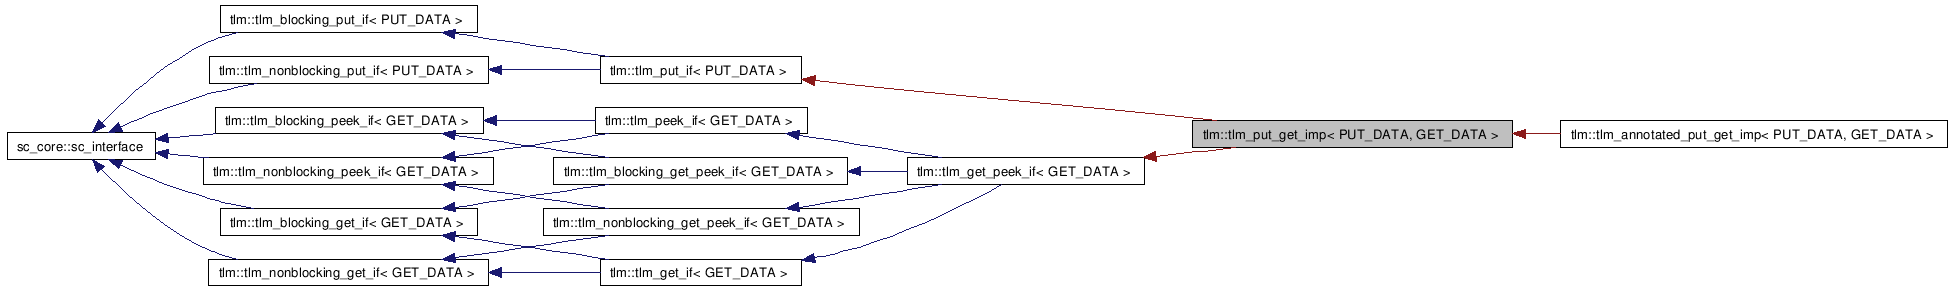 tlm::tlm_blocking_put_if< PUT_DATA >
tlm::tlm_nonblocking_put_if< PUT_DATA >
tlm::tlm_put_if< PUT_DATA >
tlm::tlm_blocking_peek_if< GET_DATA >
tlm::tlm_peek_if< GET_DATA >
tlm::tlm_put_get_imp< PUT_DATA, GET_DATA >
tlm::tlm_annotated_put_get_imp< PUT_DATA, GET_DATA >
sc_core::sc_interface
tlm::tlm_nonblocking_peek_if< GET_DATA >
tlm::tlm_blocking_get_peek_if< GET_DATA >
tlm::tlm_get_peek_if< GET_DATA >
tlm::tlm_blocking_get_if< GET_DATA >
tlm::tlm_nonblocking_get_peek_if< GET_DATA >
tlm::tlm_nonblocking_get_if< GET_DATA >
tlm::tlm_get_if< GET_DATA >